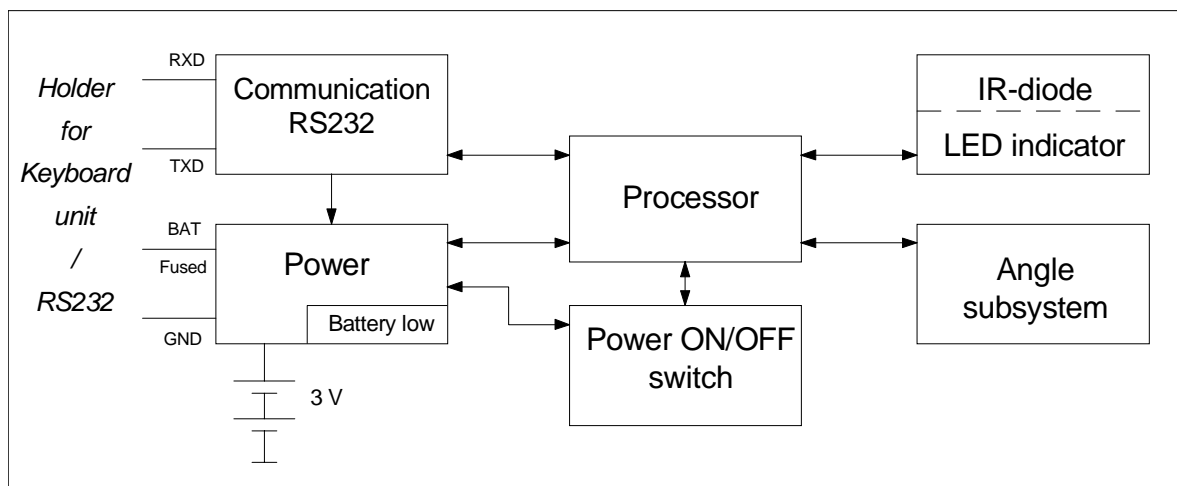 Holder
for
Keyboard
unit
/
RS232
RXD
TXD
BAT
Fused
GND
Communication
RS232
Power
Battery low
3 V
Processor
Power ON/OFF
switch
IR-diode
LED indicator
Angle
subsystem